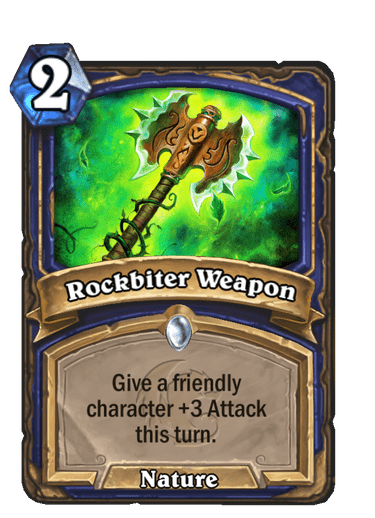 2
Rockbiter Weapon
Give a friendly
character +3 Attack
this turn.
Nature